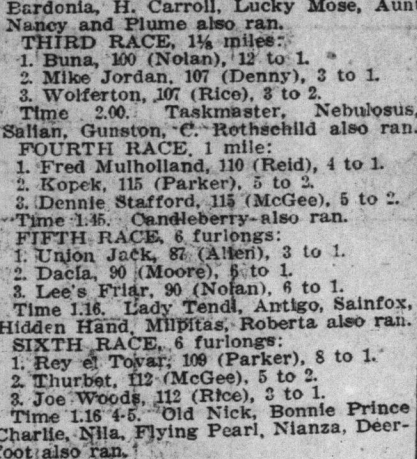 Bardonia, H. Carroll, Lucky Mose, Aunt
Nancy and Plume also ran.
THIRD RACE, 1⅛ miles:
1. Buna, 100 (Nolan), 12 to 1.
2. Mike Jordan, 107 (Denny), 3 to 1.
3. Wolferton, 107 (Rice), 3 to 2.
Time 2.00. Taskmaster, Nebulosus,
Salian, Gunston, C. Rothschild also ran.
FOURTH RACE, 1 mile:
1. Fred Mulholland, 110 (Reid), 4 to 1.
2. Kopek, 115 (Parker), 5 to 2.
3. Dennie Stafford, 115 (McGee), 5 to 2.
Time 1.45. Candleberry also ran.
FIFTH RACE, 6 furlongs:
1. Union Jack, 87 (Allen), 3 to 1.
2. Dacia, 90 (Moore), 6 to 1.
3. Lee's Friar, 90 (Nolan), 6 to 1.
Time 1.16. Lady Tendi, Antigo, Sainfox,
Hidden Hand, Milpitas, Roberta also ran.
SIXTH RACE, 6 furlongs:
1. Rey el Tovar, 109 (Parker), 8 to 1.
2. Thurbet, 112 (McGee), 5 to 2.
3. Joe Woods, 112 (Rice), 3 to 1.
Time 1.16 4-5. Old Nick, Bonnie Prince
Charlie, Nila, Flying Pearl, Nianza, Deer-
foot also ran.